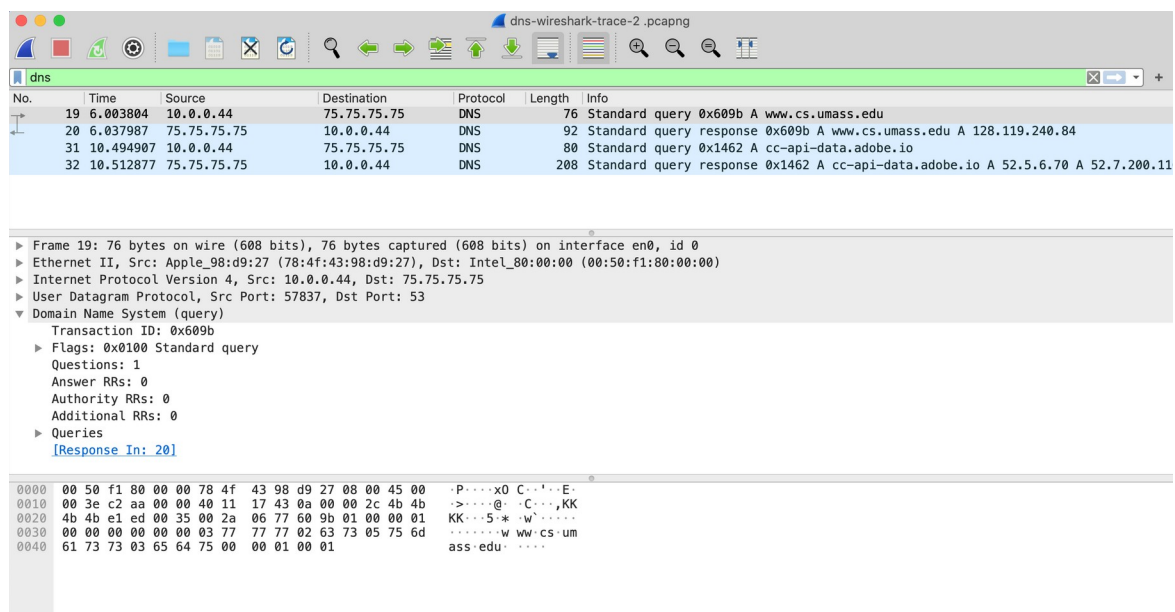 dns-wireshark-trace-2 .pcapng
dns
No. Time Source Destination Protocol Length Info
19 6.003804 10.0.0.44 75.75.75.75 DNS 76 Standard query 0x609b A www.cs.umass.edu
20 6.037987 75.75.75.75 10.0.0.44 DNS 92 Standard query response 0x609b A www.cs.umass.edu A 128.119.240.84
31 10.494907 10.0.0.44 75.75.75.75 DNS 80 Standard query 0x1462 A cc-api-data.adobe.io
32 10.512877 75.75.75.75 10.0.0.44 DNS 208 Standard query response 0x1462 A cc-api-data.adobe.io A 52.5.6.70 A 52.7.200.11
Frame 19: 76 bytes on wire (608 bits), 76 bytes captured (608 bits) on interface en0, id 0
Ethernet II, Src: Apple_98:d9:27 (78:4f:43:98:d9:27), Dst: Intel_80:00:00 (00:50:f1:80:00:00)
Internet Protocol Version 4, Src: 10.0.0.44, Dst: 75.75.75.75
User Datagram Protocol, Src Port: 57837, Dst Port: 53
Domain Name System (query)
Transaction ID: 0x609b
Flags: 0x0100 Standard query
Questions: 1
Answer RRs: 0
Authority RRs: 0
Additional RRs: 0
Queries
[Response In: 20]
0000 00 50 f1 80 00 00 78 4f 43 98 d9 27 08 00 45 00 ·P····xO C··'··E·
0010 00 3e c2 aa 00 00 40 11 17 43 0a 00 00 2c 4b 4b ·>····@· ·C···,KK
0020 4b 4b e1 ed 00 35 00 2a 06 77 60 9b 01 00 00 01 KK···5·* ·w`·····
0030 00 00 00 00 00 00 03 77 77 77 02 63 73 05 75 6d ·······w ww·cs·um
0040 61 73 73 03 65 64 75 00 00 01 00 01 ass·edu· ····